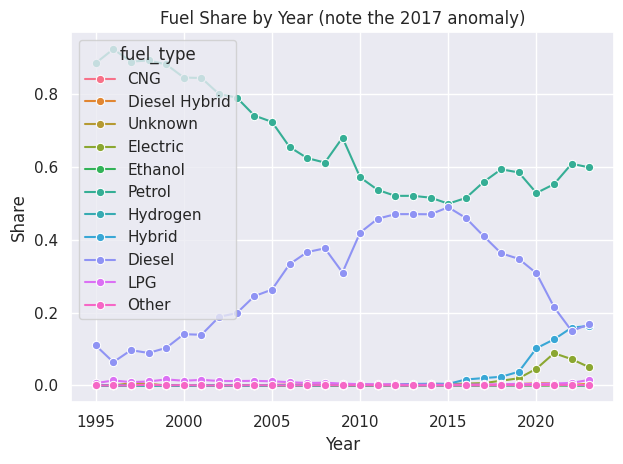 Fuel Share by Year (note the 2017 anomaly)
fuel_type
CNG
Diesel Hybrid
Unknown
Electric
Ethanol
Petrol
Hydrogen
Hybrid
Diesel
LPG
Other
Share
0.8
0.6
0.4
0.2
0.0
1995
2000
2005
2010
2015
2020
Year